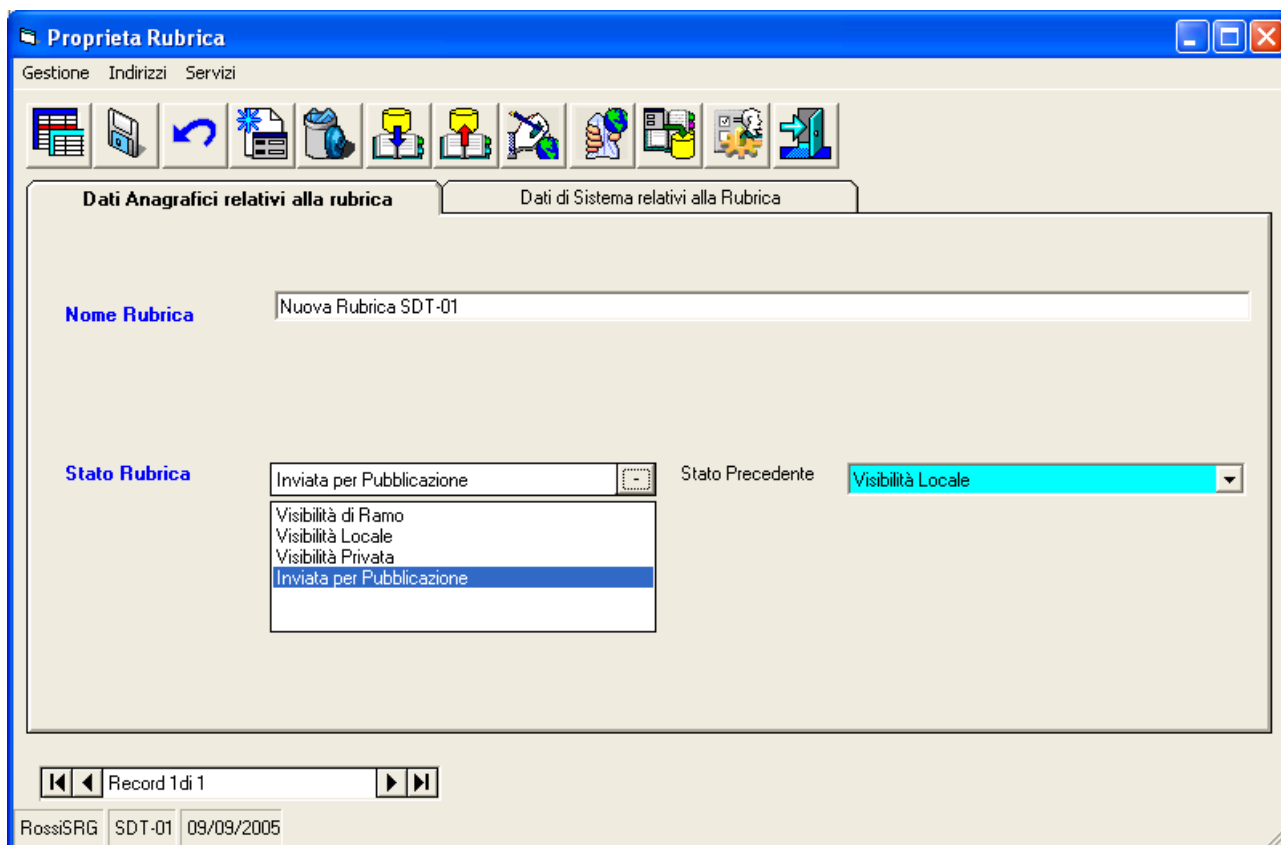 Proprieta Rubrica
Gestione Indirizzi Servizi
Dati Anagrafici relativi alla rubrica
Dati di Sistema relativi alla Rubrica
Nome Rubrica
Nuova Rubrica SDT-01
Stato Rubrica
Inviata per Pubblicazione
Stato Precedente
Visibilità Locale
Visibilità di Ramo
Visibilità Locale
Visibilità Privata
Inviata per Pubblicazione
Record 1di 1
RossiSRG SDT-01 09/09/2005